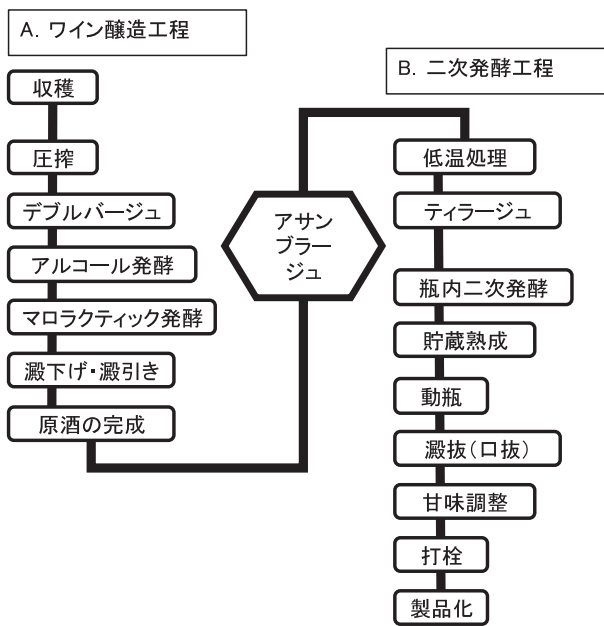 A. ワイン醸造工程
収穫
圧搾
デブルバージュ
アルコール発酵
マロラクティック発酵
澱下げ・澱引き
原酒の完成
アサン
ブラー
ジュ
B. 二次発酵工程
低温処理
ティラージュ
瓶内二次発酵
貯蔵熟成
動瓶
澱抜(口抜)
甘味調整
打栓
製品化